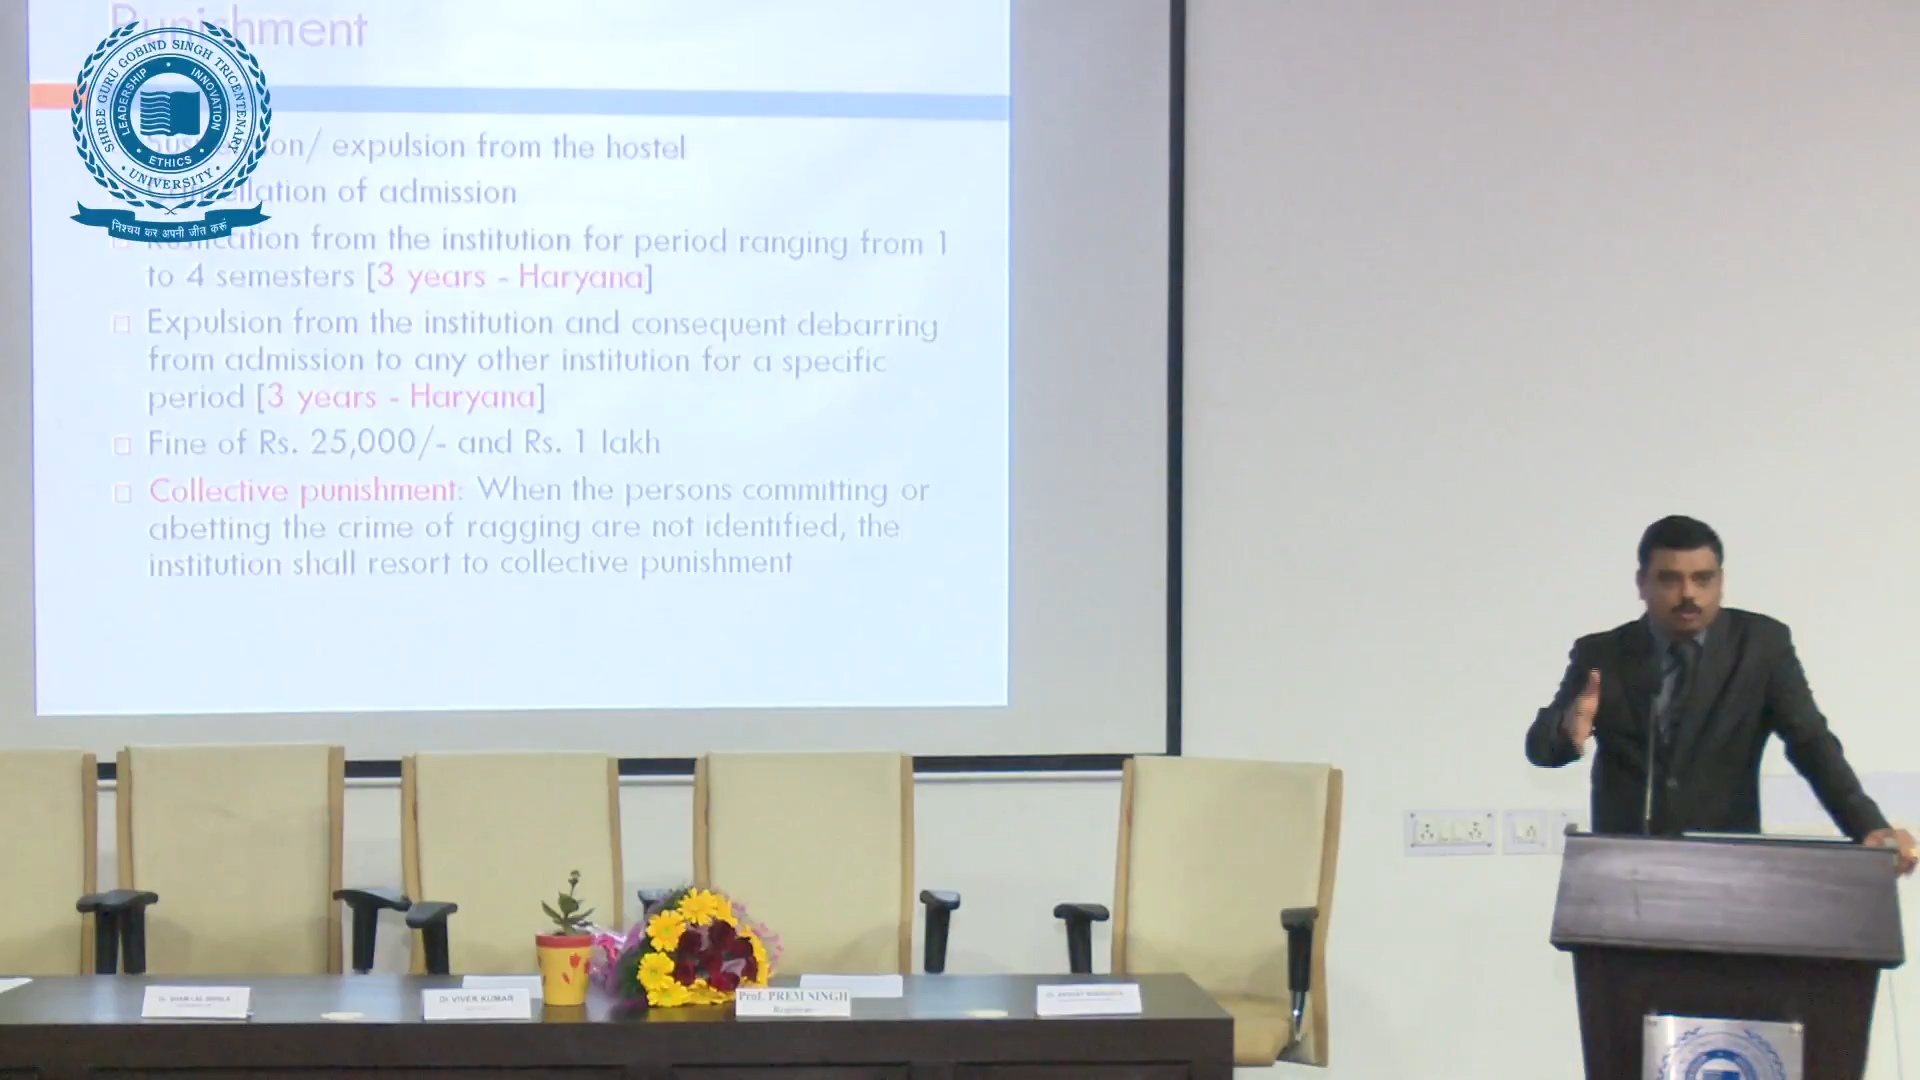 Punishment
SHREE GURU GOBIND SINGH TRICENTENARY
UNIVERSITY
LEADERSHIP
INNOVATION
ETHICS
निश्चय कर अपनी जीत करूं
expulsion from the hostel
of admission
from the institution for period ranging from 1
to 4 semesters [3 years - Haryana]
Expulsion from the institution and consequent debarring
from admission to any other institution for a specific
period [3 years - Haryana]
Fine of Rs. 25,000/- and Rs. 1 lakh
Collective punishment: When the persons committing or
abetting the crime of ragging are not identified, the
institution shall resort to collective punishment
Dr. VIVEK KUMAR
Prof. PREM SINGH
Registrar